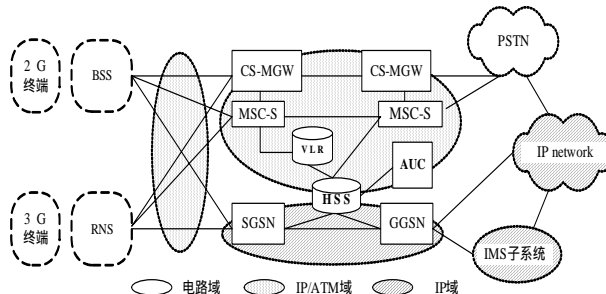 PSTN
2 G
终端
BSS
CS-MGW
CS-MGW
MSC-S
MSC-S
VLR
AUC
IP network
HSS
3 G
终端
RNS
SGSN
GGSN
IMS子系统
电路域
IP/ATM域
IP域